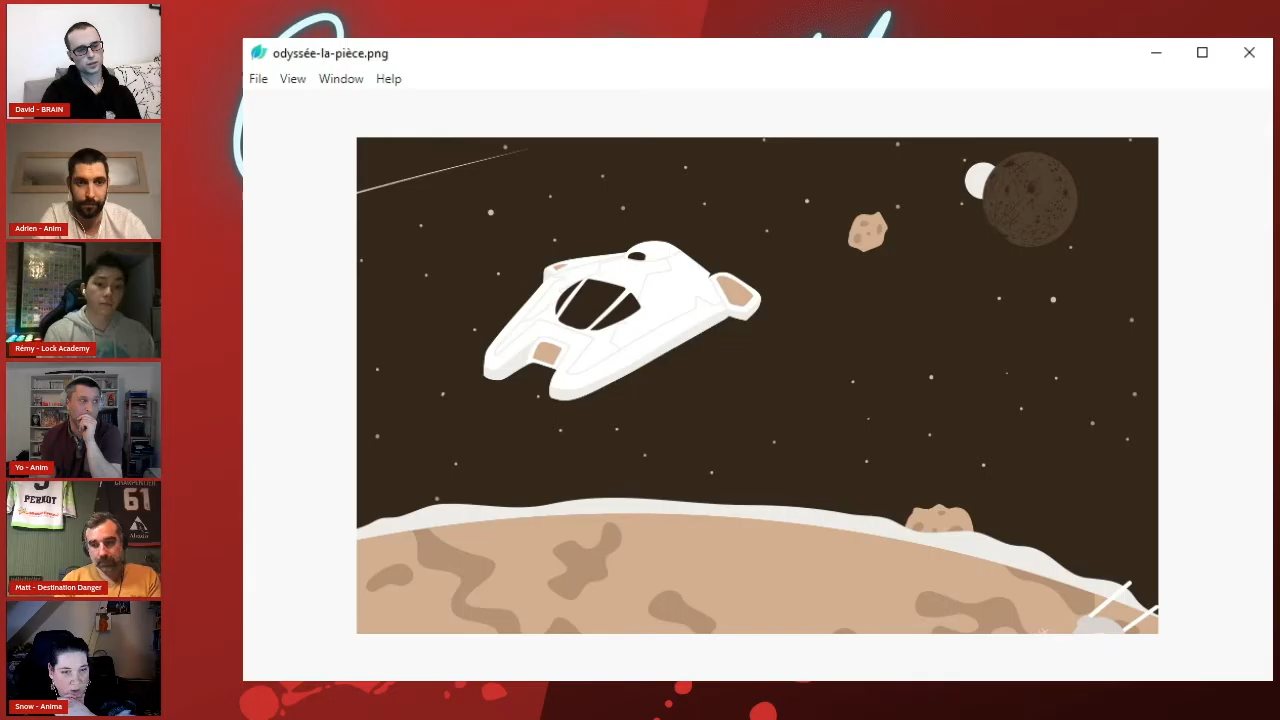 David - BRAIN
Adrien - Anim
Rémy - Lock Academy
Yo - Anim
PERROT
CHARPENTIER
61
Matt - Destination Danger
Snow - Anima
odyssée-la-pièce.png
File View Window Help